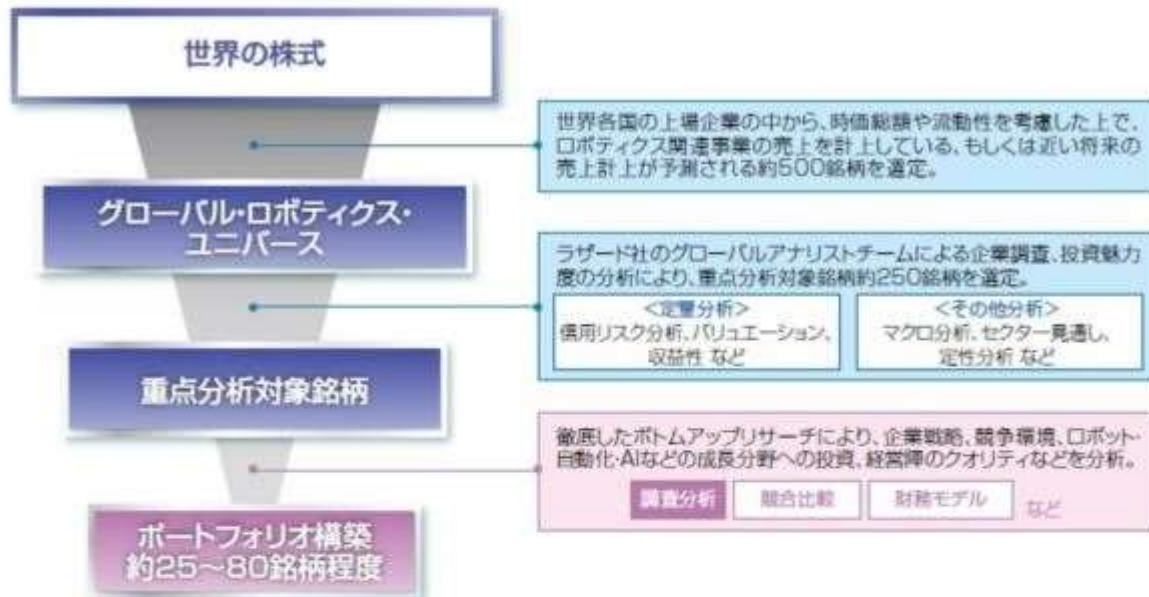 世界の株式
世界各国の上場企業の中から、時価総額や流動性を考慮した上で、
ロボティクス関連事業の売上を計上している、もしくは近い将来の
売上計上が予測される約500銘柄を選定。
グローバル・ロボティクス・
ユニバース
ラザード社のグローバルアナリストチームによる企業調査、投資魅力
度の分析により、重点分析対象銘柄約250銘柄を選定。
<定量分析>
信用リスク分析、バリュエーション、
収益性 など
<その他分析>
マクロ分析、セクター見通し、
定性分析 など
重点分析対象銘柄
徹底したボトムアップリサーチにより、企業戦略、競争環境、ロボット・
自動化・AIなどの成長分野への投資、経営陣のクオリティなどを分析。
調査分析
競合比較
財務モデル
など
ポートフォリオ構築
約25～80銘柄程度